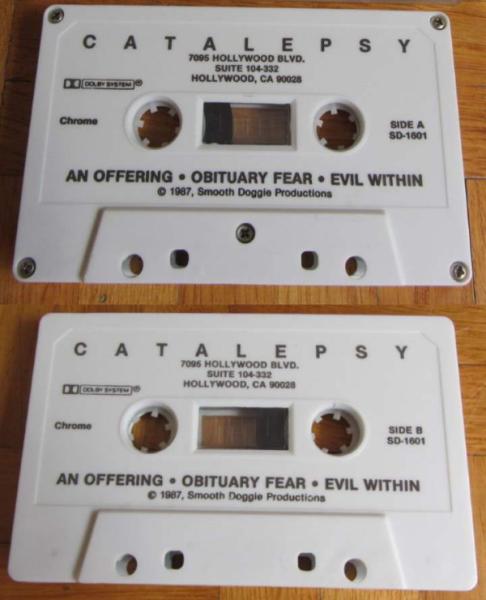 CATALEPSY
7095 HOLLYWOOD BLVD.
SUITE 104-332
HOLLYWOOD, CA 90028
DOLBY SYSTEM ®
Chrome
SIDE A
SD-1601
AN OFFERING • OBITUARY FEAR • EVIL WITHIN
© 1987, Smooth Doggie Productions
CATALEPSY
7095 HOLLYWOOD BLVD.
SUITE 104-332
HOLLYWOOD, CA 90028
DOLBY SYSTEM ®
Chrome
SIDE B
SD-1601
AN OFFERING • OBITUARY FEAR • EVIL WITHIN
© 1987, Smooth Doggie Productions